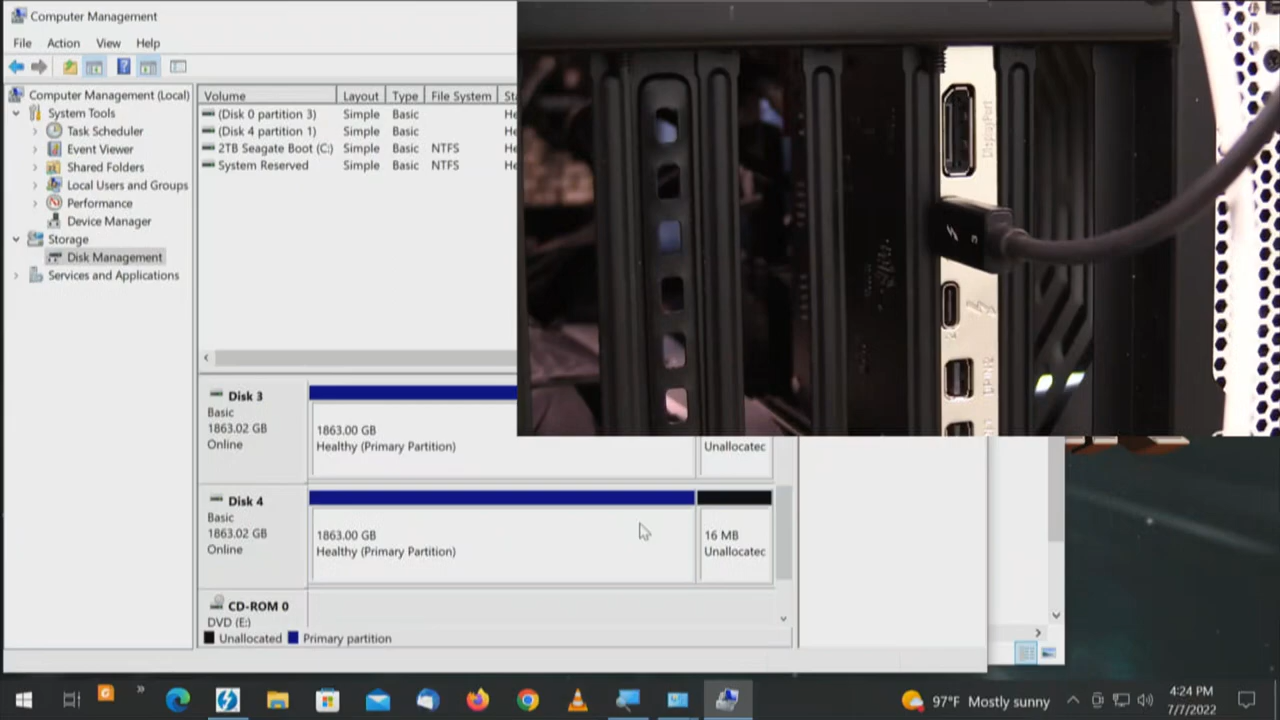 Computer Management
File Action View Help
Computer Management (Local)
System Tools
Task Scheduler
Event Viewer
Shared Folders
Local Users and Groups
Performance
Device Manager
Storage
Disk Management
Services and Applications
Volume Layout Type File System
(Disk 0 partition 3) Simple Basic
(Disk 4 partition 1) Simple Basic
2TB Seagate Boot (C:) Simple Basic NTFS
System Reserved Simple Basic NTFS
DisplayPort
3
Disk 3
Basic
1863.02 GB
Online
1863.00 GB
Healthy (Primary Partition)
Unallocatec
Disk 4
Basic
1863.02 GB
Online
1863.00 GB
Healthy (Primary Partition)
16 MB
Unallocatec
CD-ROM 0
DVD (E:)
Unallocated Primary partition
97°F Mostly sunny
4:24 PM
7/7/2022